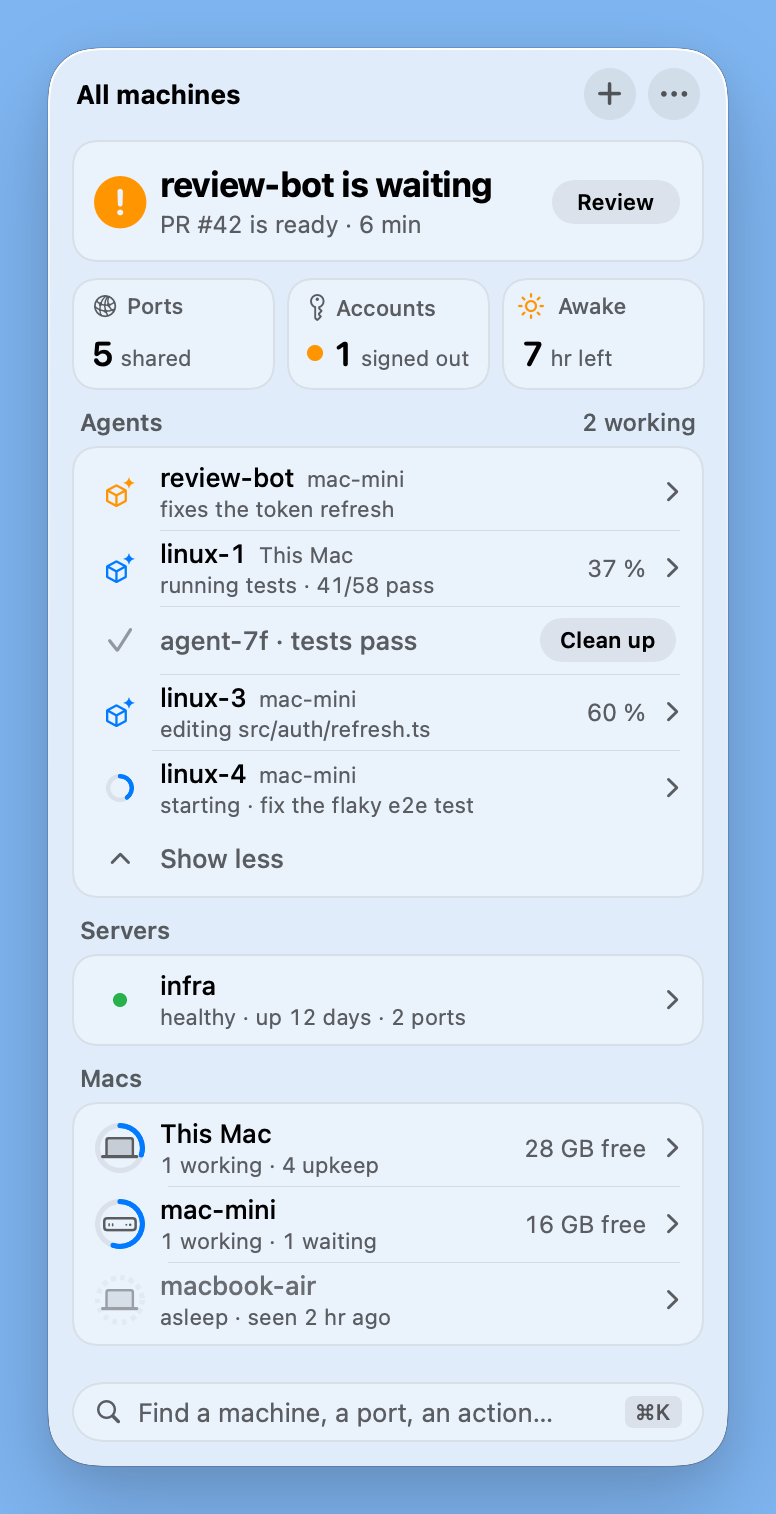 All machines
review-bot is waiting
PR #42 is ready · 6 min
Review
Ports
5 shared
Accounts
1 signed out
Awake
7 hr left
Agents
2 working
review-bot mac-mini
fixes the token refresh
linux-1 This Mac
running tests · 41/58 pass
37 %
agent-7f · tests pass
Clean up
linux-3 mac-mini
editing src/auth/refresh.ts
60 %
linux-4 mac-mini
starting · fix the flaky e2e test
Show less
Servers
infra
healthy · up 12 days · 2 ports
Macs
This Mac
1 working · 4 upkeep
28 GB free
mac-mini
1 working · 1 waiting
16 GB free
macbook-air
asleep · seen 2 hr ago
Find a machine, a port, an action...
⌘K